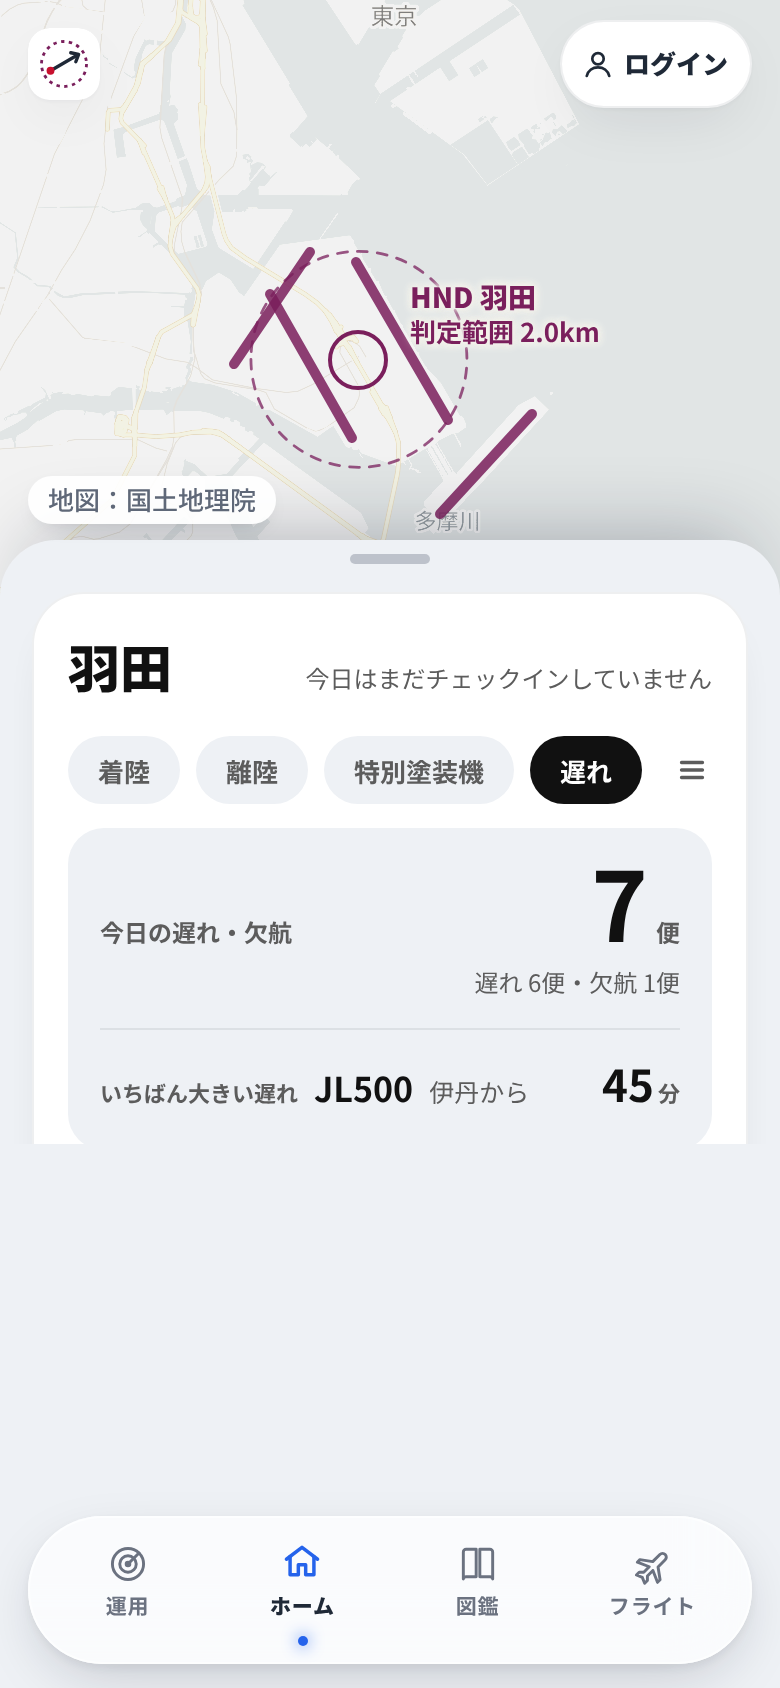 東京
ログイン
HND 羽田
判定範囲 2.0km
地図：国土地理院
多摩川
羽田
今日はまだチェックインしていません
着陸 離陸 特別塗装機 遅れ
今日の遅れ・欠航 7 便
遅れ 6便・欠航 1便
いちばん大きい遅れ JL500 伊丹から 45 分
運用 ホーム 図鑑 フライト